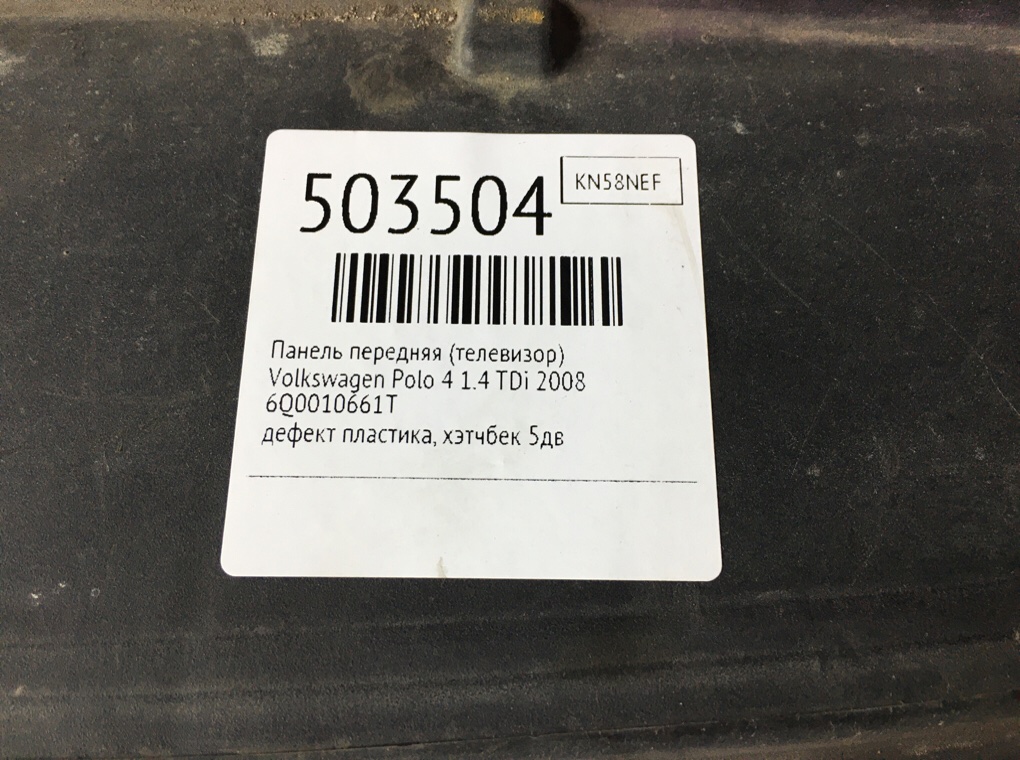 503504
KN58NEF
Панель передняя (телевизор)
Volkswagen Polo 4 1.4 TDi 2008
6Q0010661T
дефект пластика, хэтчбек 5дв